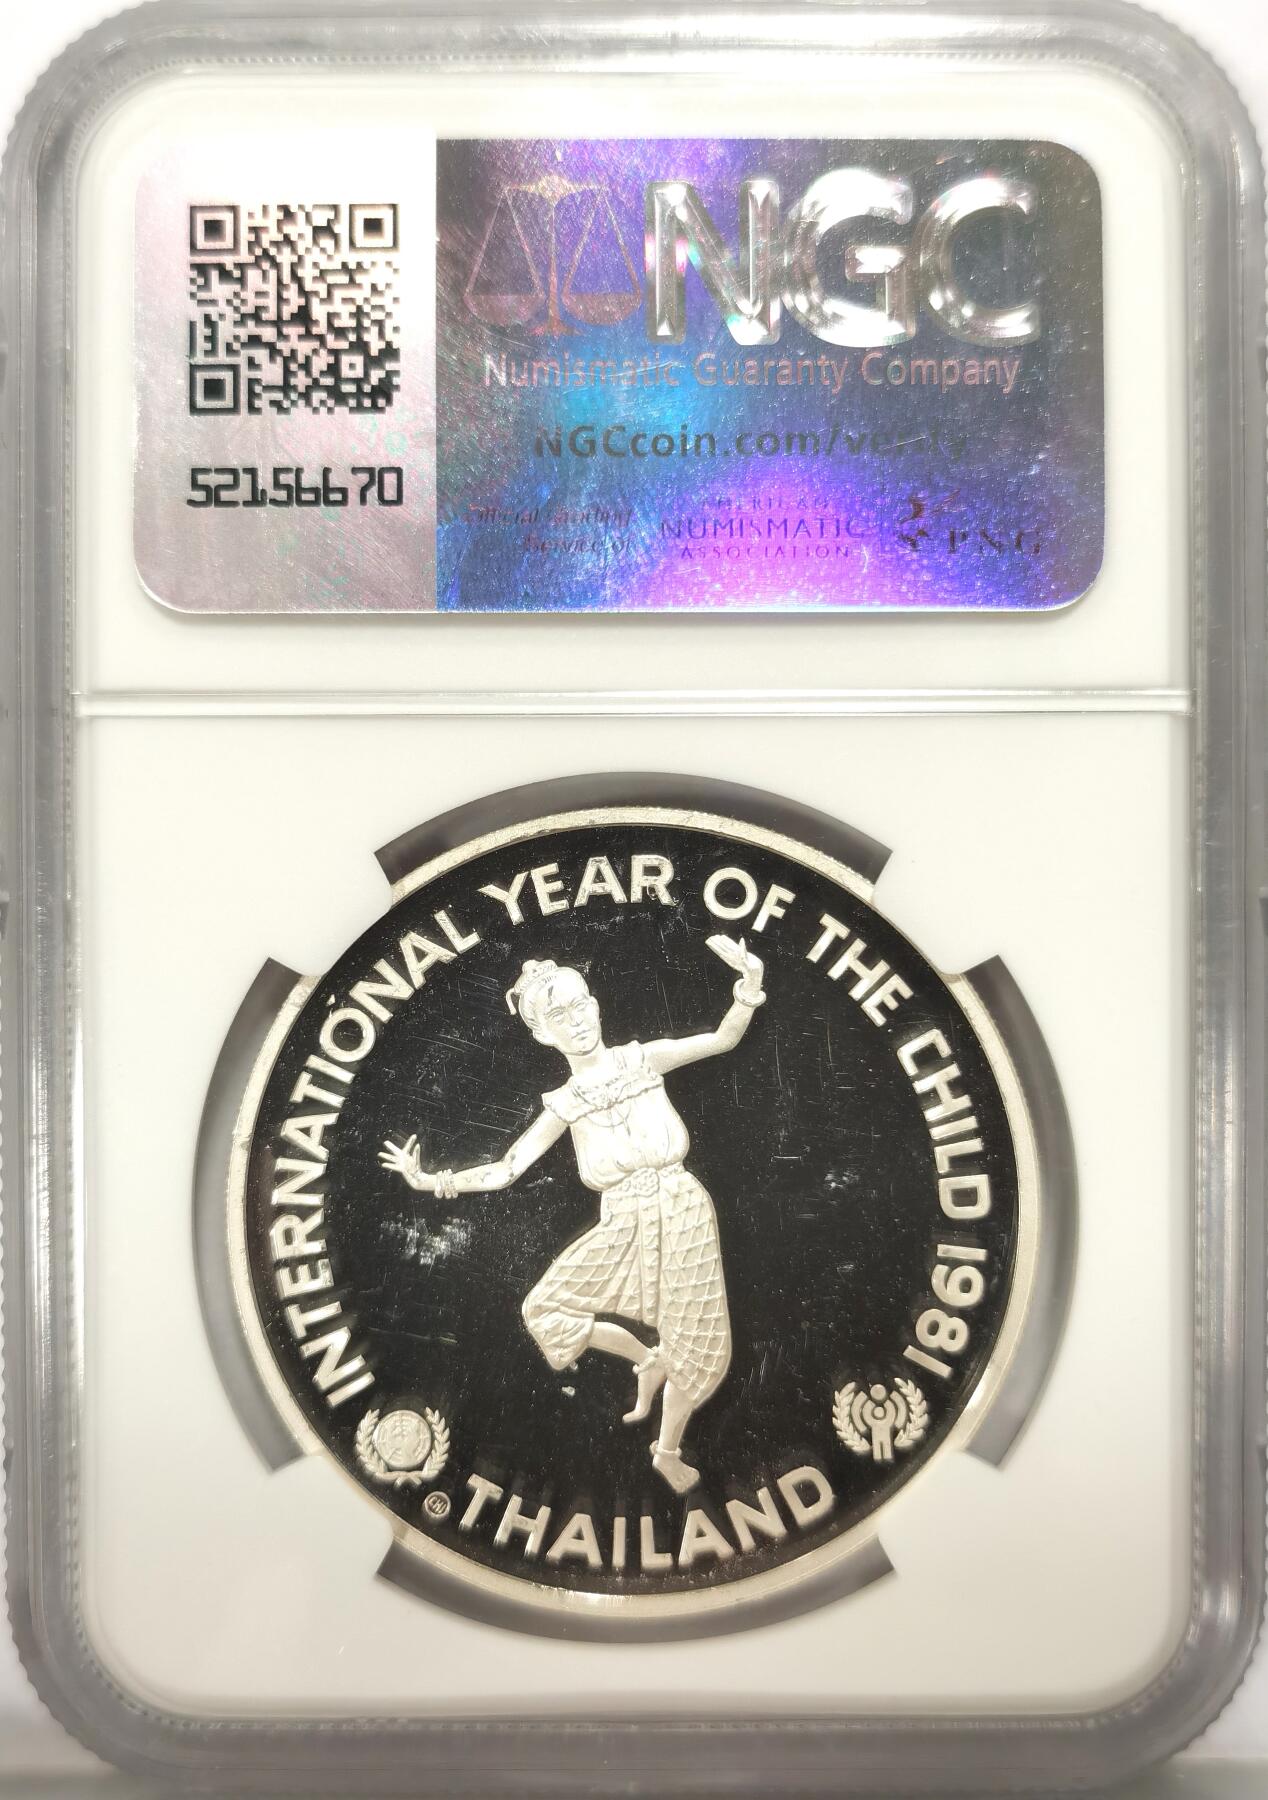 NGC
Numismatic Guaranty Company
NGCcoin.com/verify
52156670
Official Grading
Service of
AMERICAN
NUMISMATIC
ASSOCIATION
PNG
INTERNATIONAL YEAR OF THE CHILD 1981
CHI
THAILAND